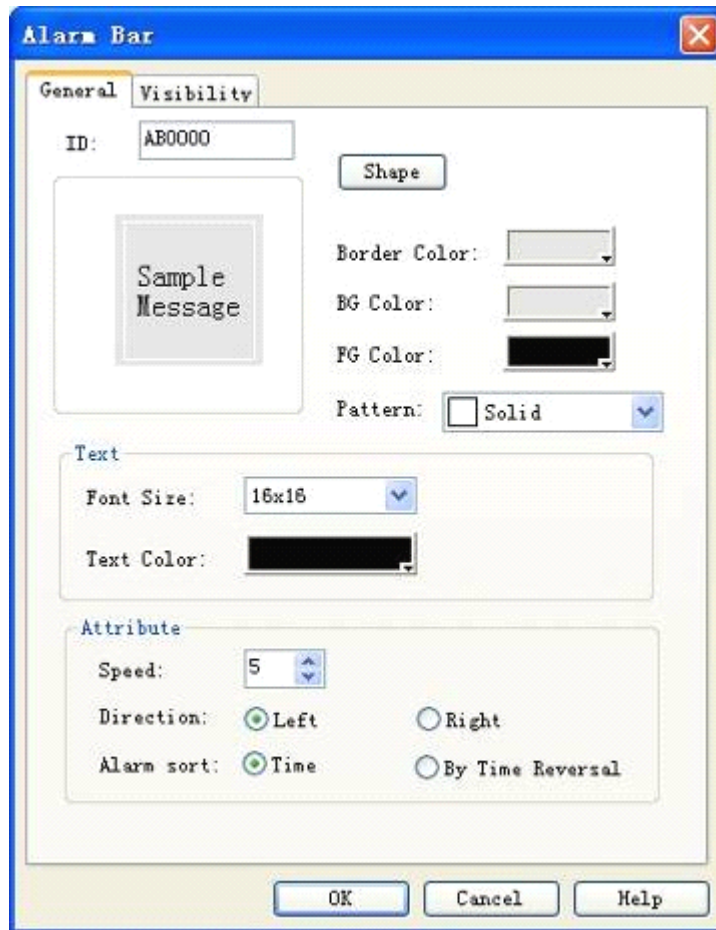 Alarm Bar
General Visibility
ID: AB0000
Shape
Sample
Message
Border Color:
BG Color:
FG Color:
Pattern: Solid
Text
Font Size: 16x16
Text Color:
Attribute
Speed: 5
Direction: Left Right
Alarm sort: Time By Time Reversal
OK Cancel Help